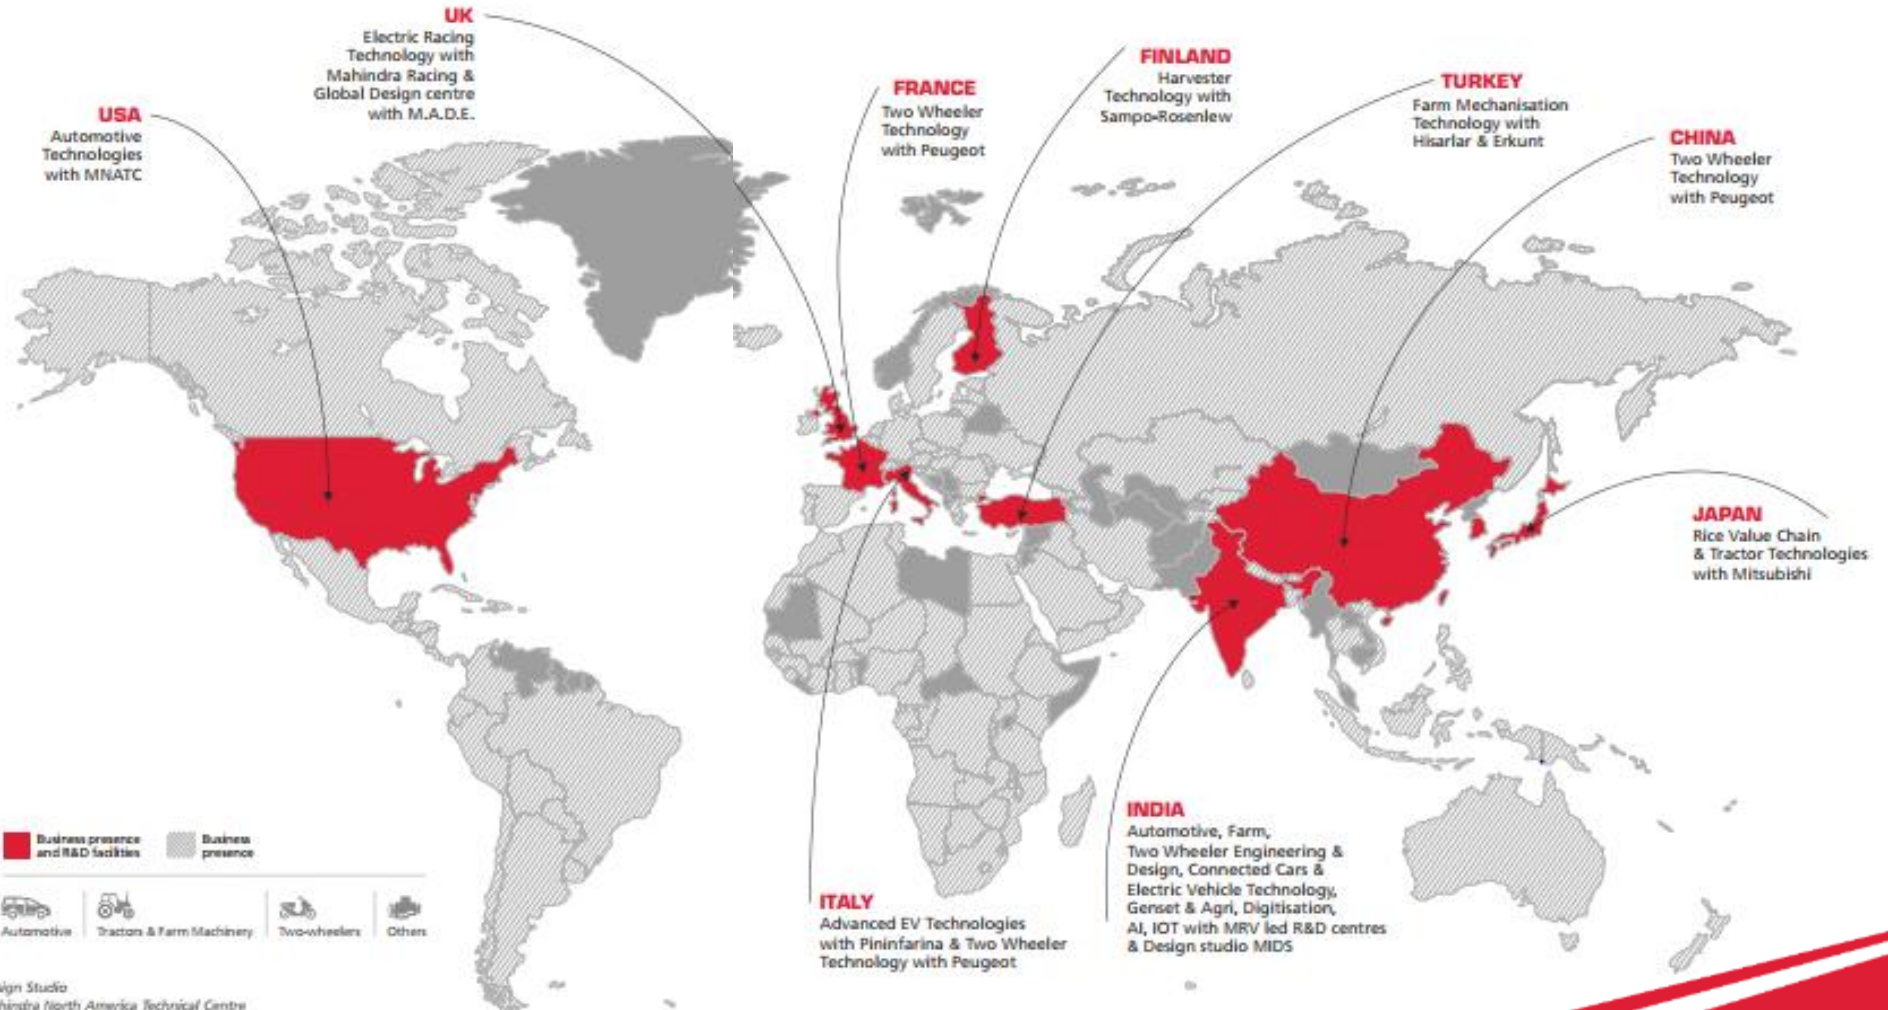 UK
Electric Racing
Technology with
Mahindra Racing &
Global Design centre
with M.A.D.E.
USA
Automotive
Technologies
with MNATC
FRANCE
Two Wheeler
Technology
with Peugeot
FINLAND
Harvester
Technology with
Sampo-Rosenlew
TURKEY
Farm Mechanisation
Technology with
Hisarlar & Erkunt
CHINA
Two Wheeler
Technology
with Peugeot
JAPAN
Rice Value Chain
& Tractor Technologies
with Mitsubishi
INDIA
Automotive, Farm,
Two Wheeler Engineering &
Design, Connected Cars &
Electric Vehicle Technology,
Genset & Agri, Digitisation,
AI, IOT with MRV led R&D centres
& Design studio MIDS
ITALY
Advanced EV Technologies
with Pininfarina & Two Wheeler
Technology with Peugeot
Business presence
and R&D facilities
Business
presence
Automotive
Tractors & Farm Machinery
Two-wheelers
Others
ign Studio
hindra North America Technical Centre